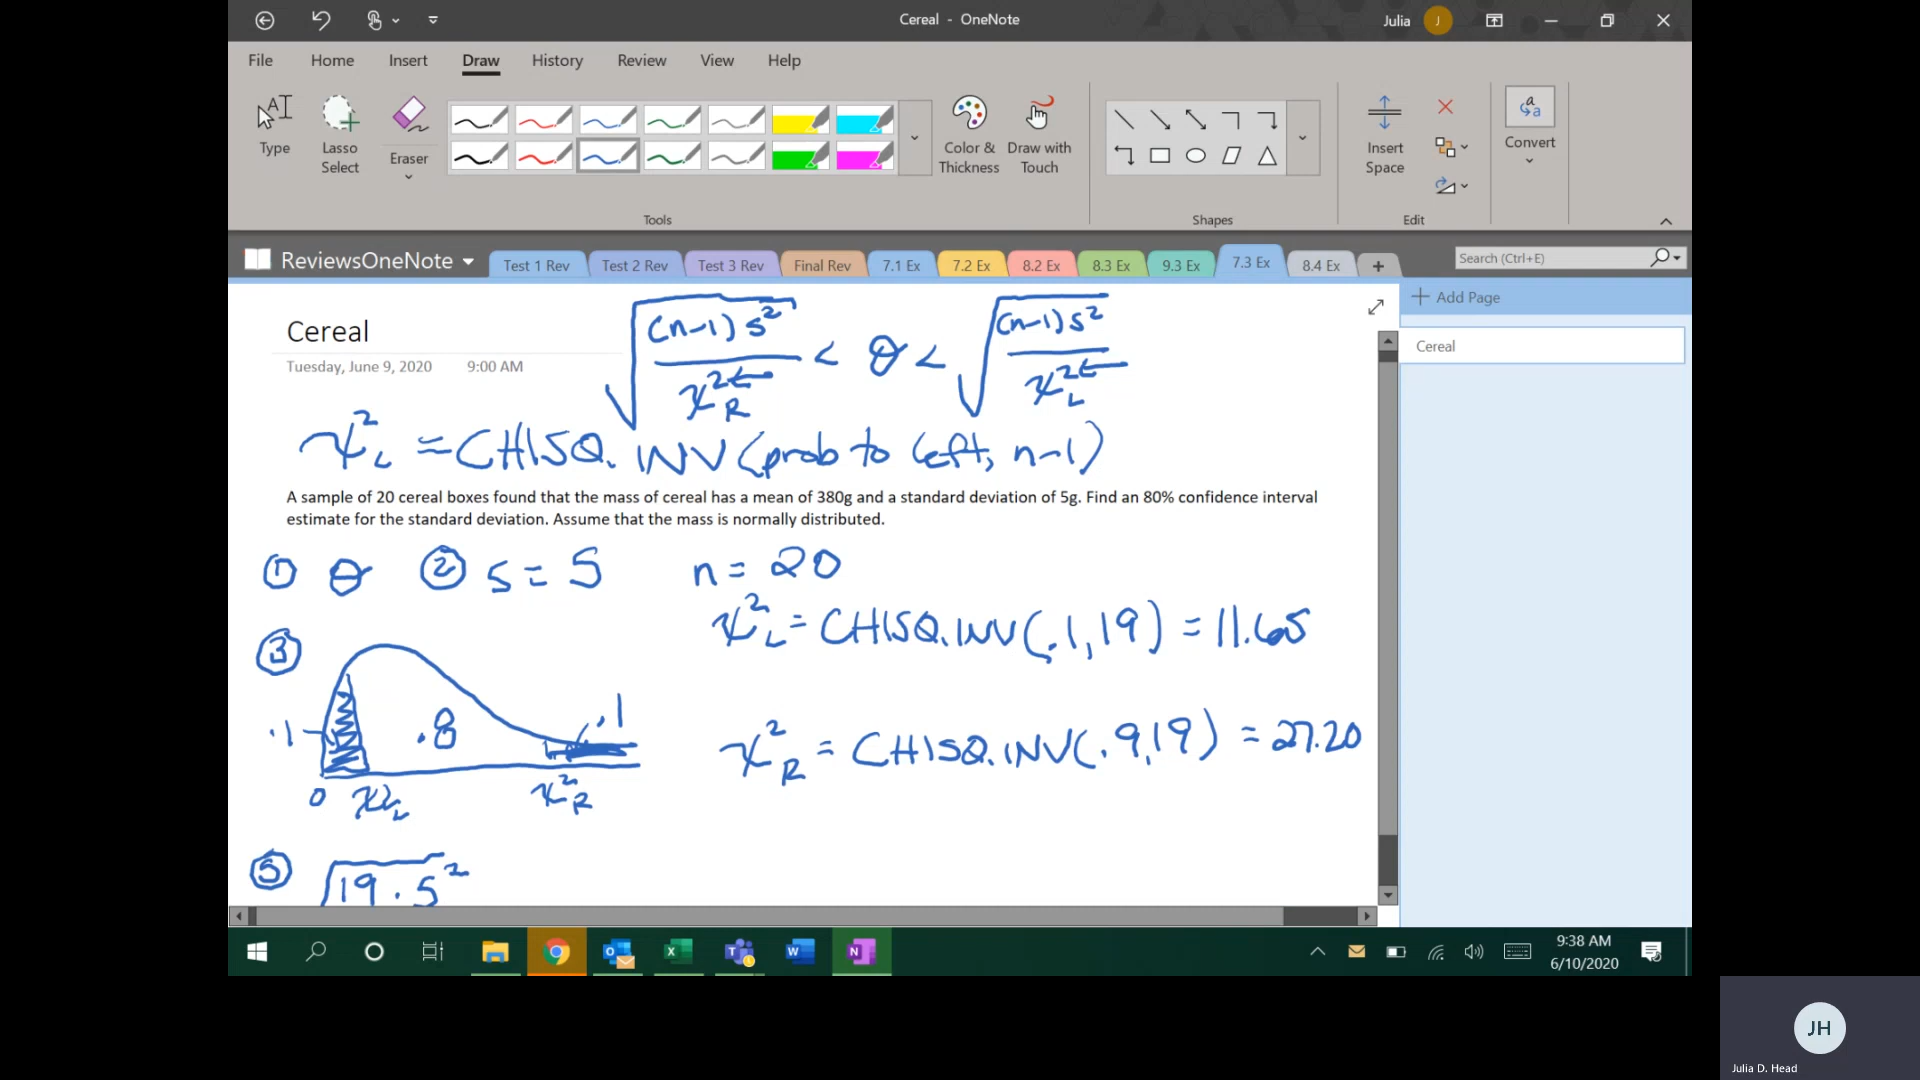 Cereal - OneNote
Julia J
File Home Insert Draw History Review View Help
Type
Lasso Select
Eraser
Color & Thickness
Draw with Touch
Insert Space
a a
Convert
Tools
Shapes
Edit
ReviewsOneNote Test 1 Rev Test 2 Rev Test 3 Rev Final Rev 7.1 Ex 7.2 Ex 8.2 Ex 8.3 Ex 9.3 Ex 7.3 Ex 8.4 Ex + Search (Ctrl+E)
Add Page
Cereal
Cereal
Tuesday, June 9, 2020 9:00 AM
√((n-1)s²/χ²R) < θ < √((n-1)s²/χ²L)
χ²L = CHISQ.INV(prob to left, n-1)
A sample of 20 cereal boxes found that the mass of cereal has a mean of 380g and a standard deviation of 5g. Find an 80% confidence interval
estimate for the standard deviation. Assume that the mass is normally distributed.
① θ ② s = 5 n = 20
χ²L = CHISQ.INV(.1,19) = 11.65
③
.1 .8 .1
0 χ²L χ²R
χ²R = CHISQ.INV(.9,19) = 27.20
⑤ √19.5²
9:38 AM
6/10/2020
JH
Julia D. Head